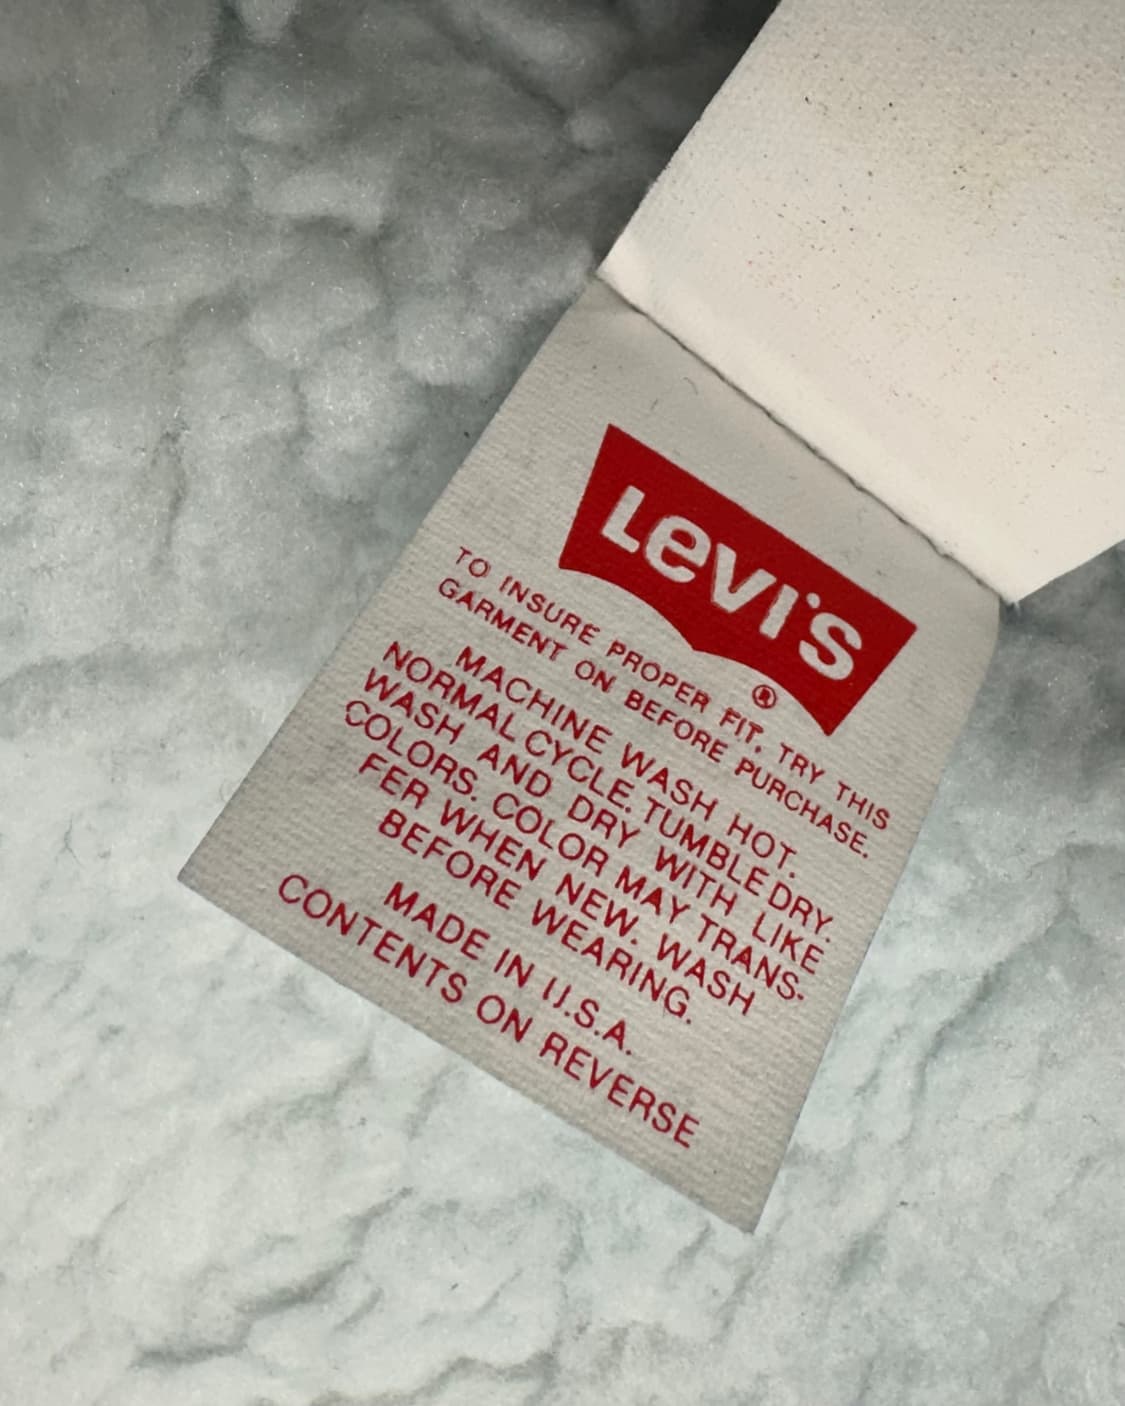 Levi's
®
TO INSURE PROPER FIT, TRY THIS
GARMENT ON BEFORE PURCHASE.
MACHINE WASH HOT.
NORMAL CYCLE. TUMBLE DRY.
WASH AND DRY WITH LIKE
COLORS. COLOR MAY TRANS-
FER WHEN NEW. WASH
BEFORE WEARING.
MADE IN U.S.A.
CONTENTS ON REVERSE